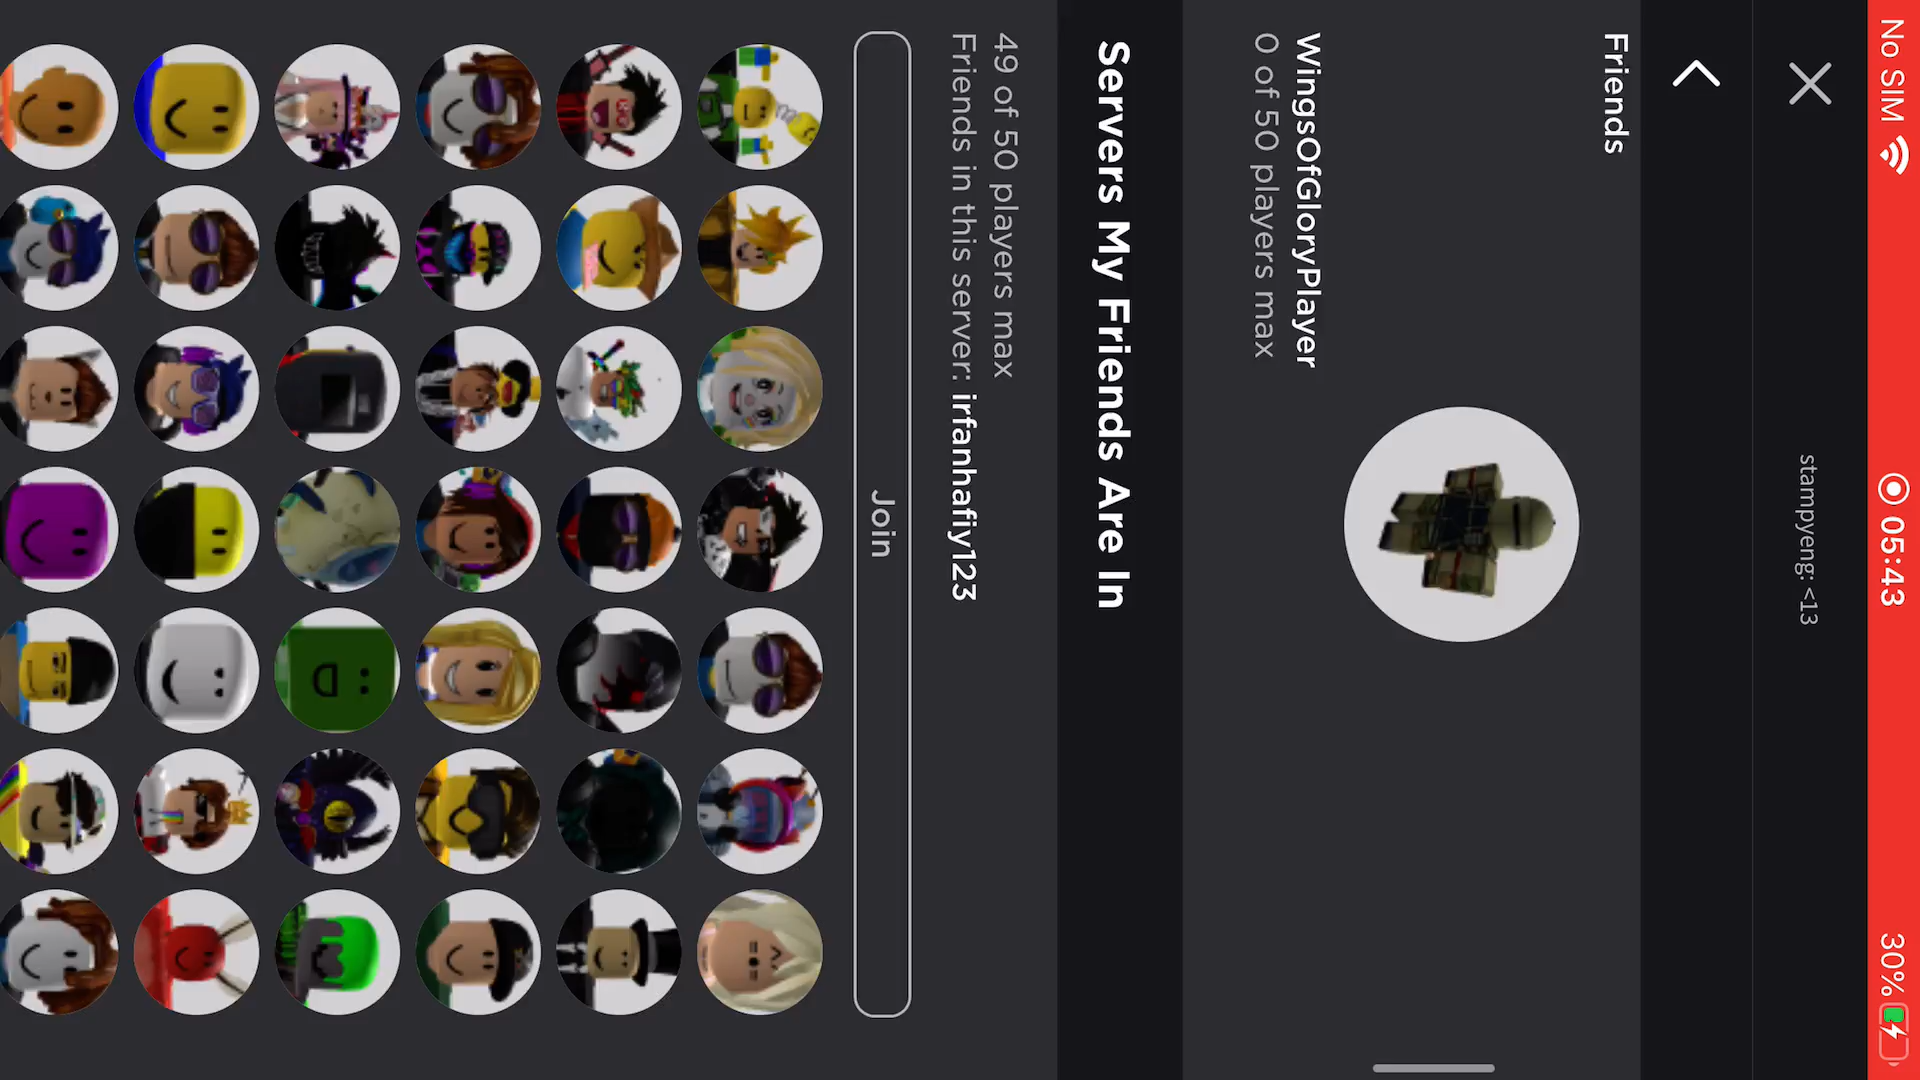 No SIM 05:43 30%
stampyeng: <13
Friends
WingsOfGloryPlayer
0 of 50 players max
Servers My Friends Are In
49 of 50 players max
Friends in this server: irfanhafiy123
Join